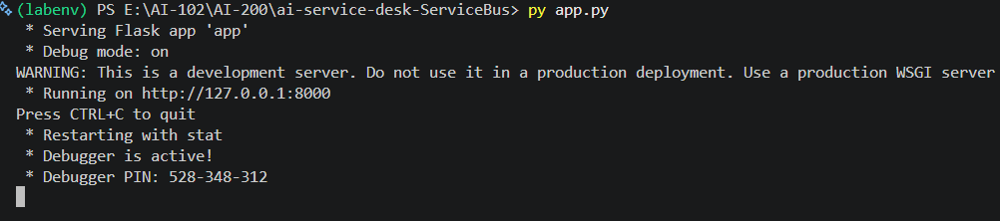 (labenv) PS E:\AI-102\AI-200\ai-service-desk-ServiceBus> py app.py
 * Serving Flask app 'app'
 * Debug mode: on
WARNING: This is a development server. Do not use it in a production deployment. Use a production WSGI server
 * Running on http://127.0.0.1:8000
Press CTRL+C to quit
 * Restarting with stat
 * Debugger is active!
 * Debugger PIN: 528-348-312